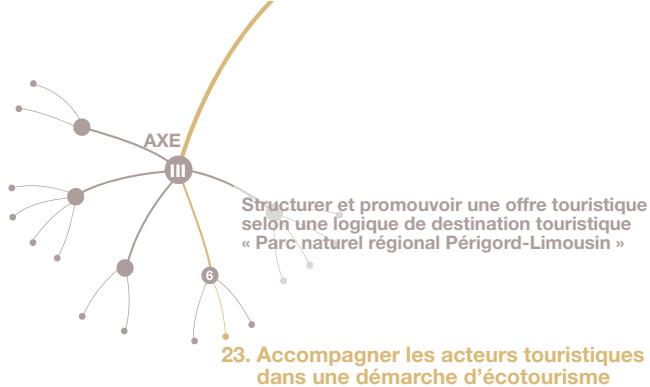 AXE
III
Structurer et promouvoir une offre touristique
selon une logique de destination touristique
« Parc naturel régional Périgord-Limousin »
6
23. Accompagner les acteurs touristiques
dans une démarche d’écotourisme